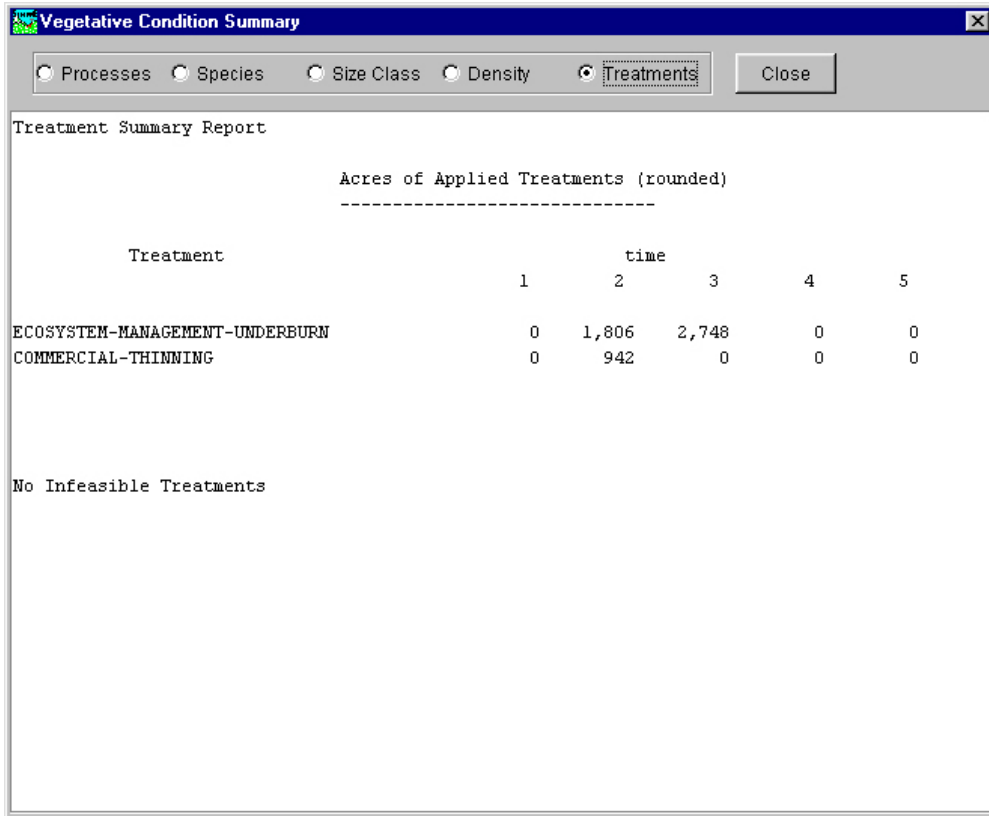 Vegetative Condition Summary
Processes Species Size Class Density Treatments Close
Treatment Summary Report
Acres of Applied Treatments (rounded)
------------------------------
Treatment time
1 2 3 4 5
ECOSYSTEM-MANAGEMENT-UNDERBURN 0 1,806 2,748 0 0
COMMERCIAL-THINNING 0 942 0 0 0
No Infeasible Treatments